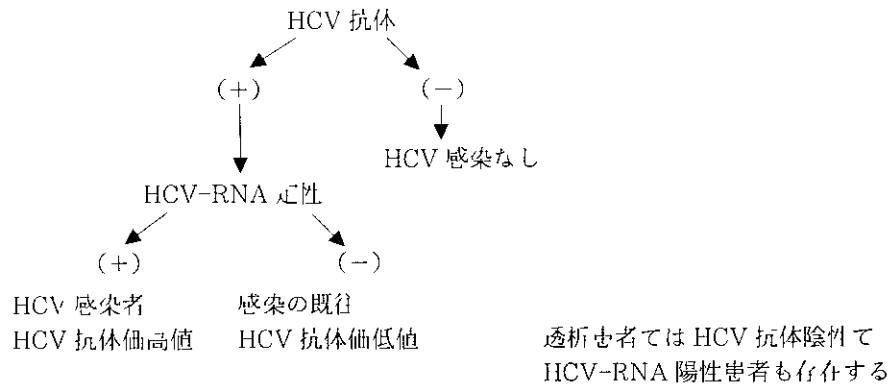 HCV 抗体
(+) (−)
HCV 感染なし
HCV-RNA 定性
(+) (−)
HCV 感染者 感染の既往
HCV 抗体価高値 HCV 抗体価低値 透析患者では HCV 抗体陰性で
HCV-RNA 陽性患者も存在する